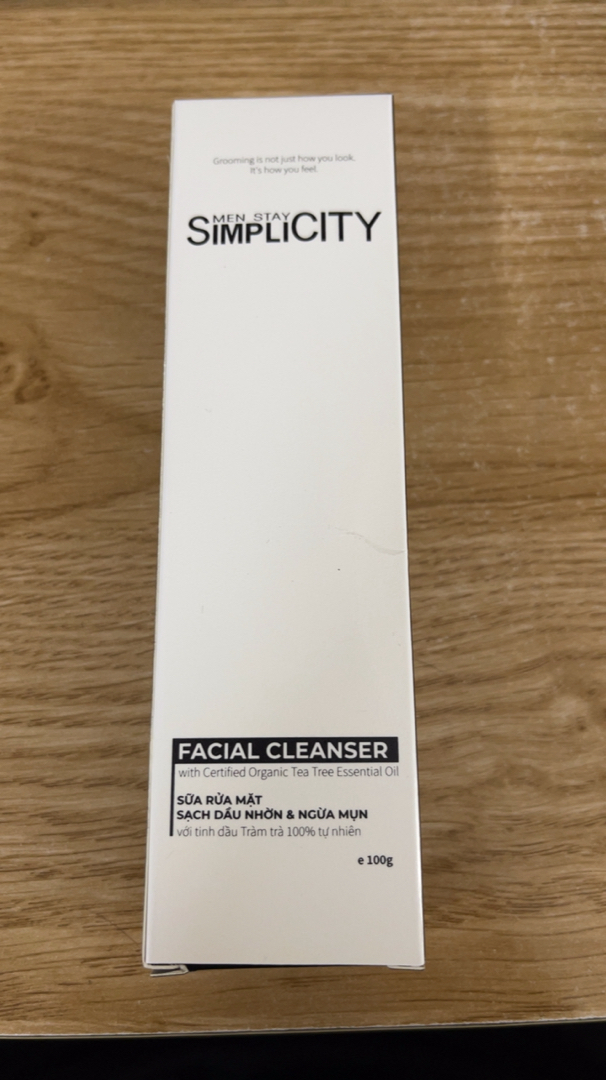 Grooming is not just how you look,
It's how you feel.
MEN STAY
SIMPLICITY
FACIAL CLEANSER
with Certified Organic Tea Tree Essential Oil
SỮA RỬA MẶT
SẠCH DẦU NHỜN & NGỪA MỤN
với tinh dầu Tràm trà 100% tự nhiên
e 100g